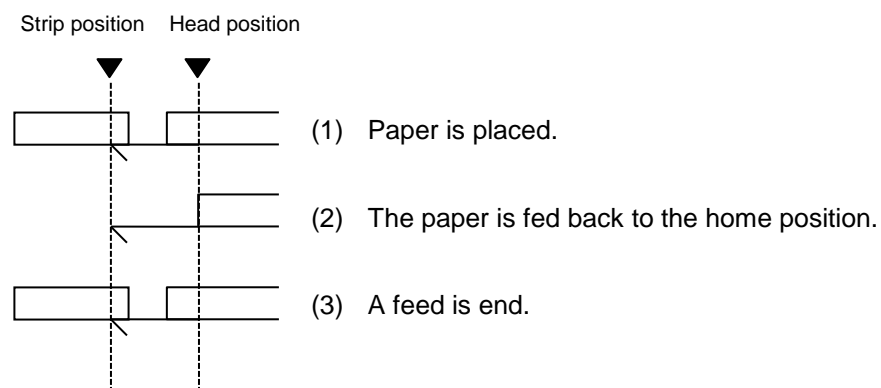 Strip position Head position
(1) Paper is placed.
(2) The paper is fed back to the home position.
(3) A feed is end.